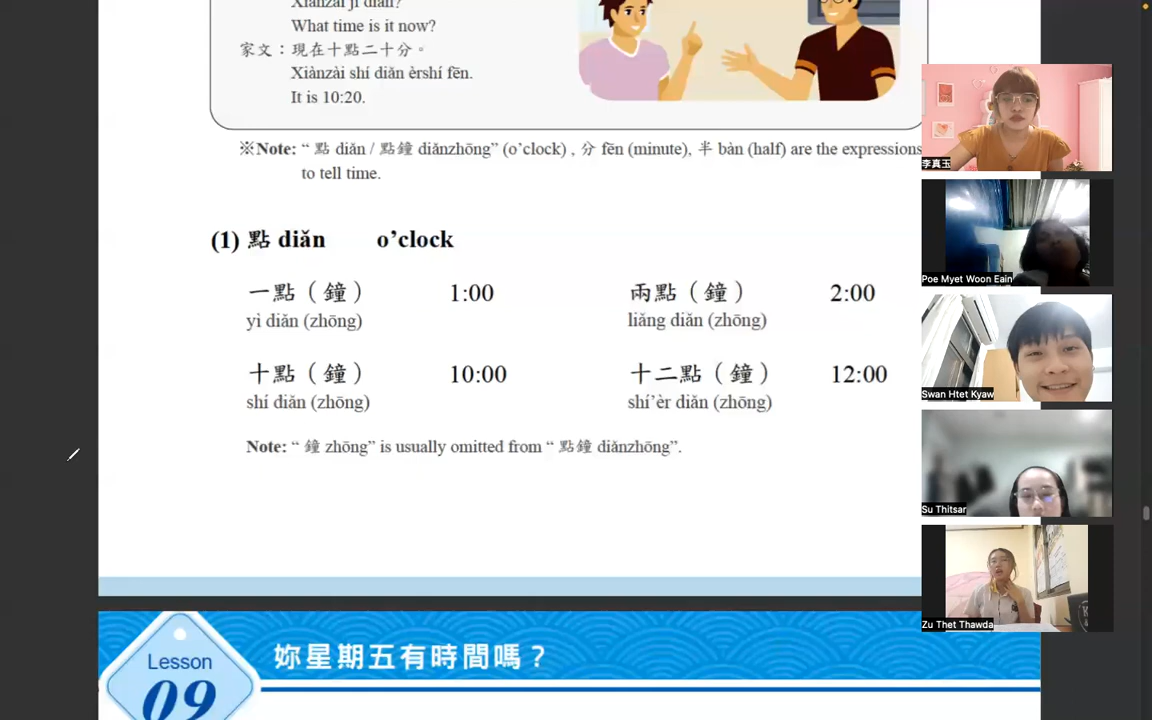 Xiànzài jǐ diǎn?
What time is it now?
家文：現在十點二十分。
Xiànzài shí diǎn èrshí fēn.
It is 10:20.
※Note: “ 點 diǎn / 點鐘 diǎnzhōng” (o’clock) , 分 fēn (minute), 半 bàn (half) are the expressions
to tell time.
(1) 點 diǎn o’clock
一點（鐘） 1:00 兩點（鐘） 2:00
yì diǎn (zhōng) liǎng diǎn (zhōng)
十點（鐘） 10:00 十二點（鐘） 12:00
shí diǎn (zhōng) shí’èr diǎn (zhōng)
Note: “ 鐘 zhōng” is usually omitted from “ 點鐘 diǎnzhōng”.
Lesson
09
妳星期五有時間嗎？
李真玉
Poe Myet Woon Eain
Swan Htet Kyaw
Su Thitsar
Zu Thet Thawda